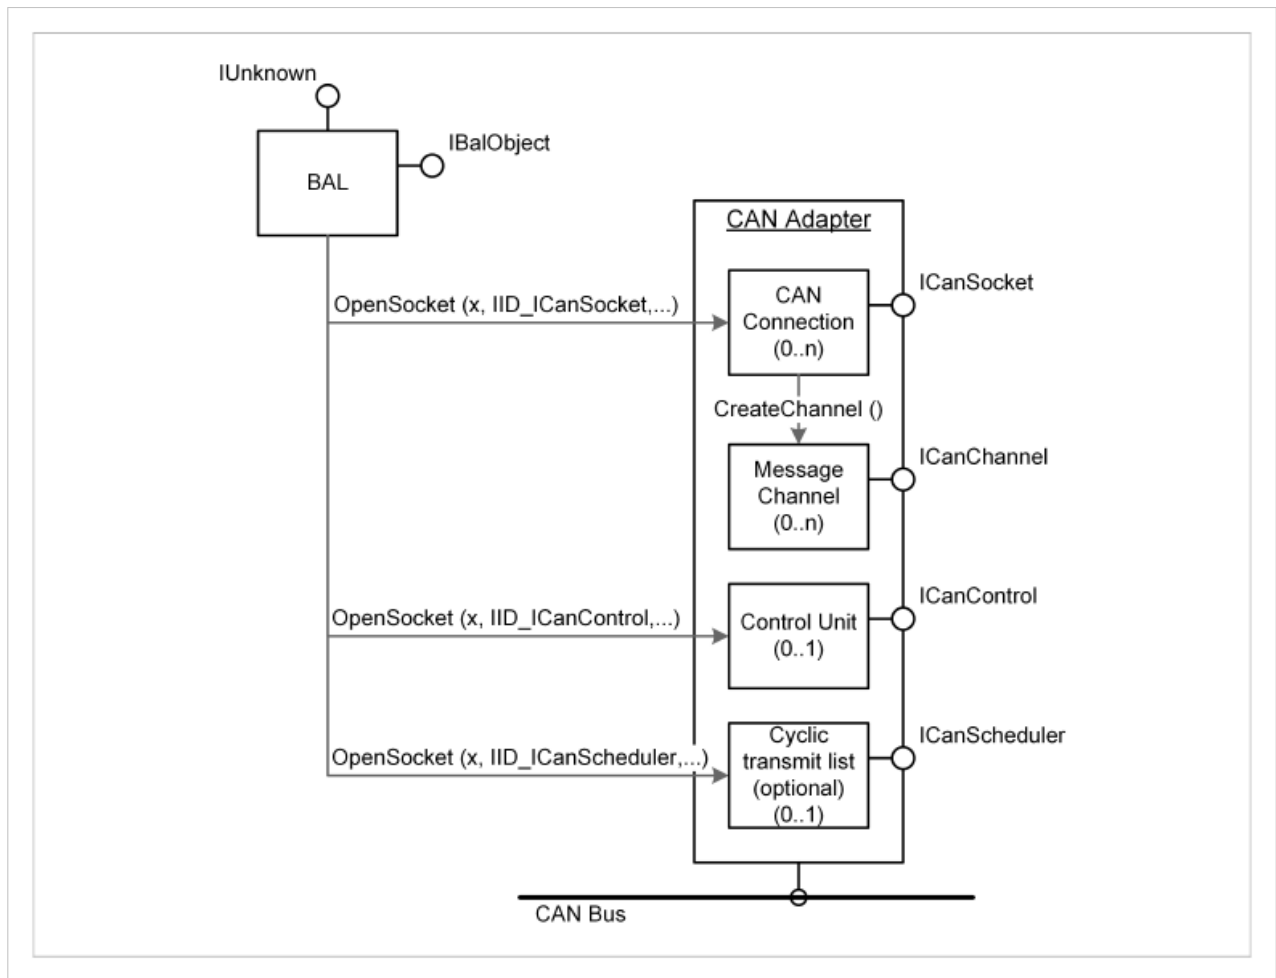 IUnknown
IBalObject
BAL
CAN Adapter
ICanSocket
CAN
Connection
(0..n)
OpenSocket (x, IID_ICanSocket,...)
CreateChannel ()
ICanChannel
Message
Channel
(0..n)
ICanControl
OpenSocket (x, IID_ICanControl,...)
Control Unit
(0..1)
ICanScheduler
OpenSocket (x, IID_ICanScheduler,...)
Cyclic
transmit list
(optional)
(0..1)
CAN Bus